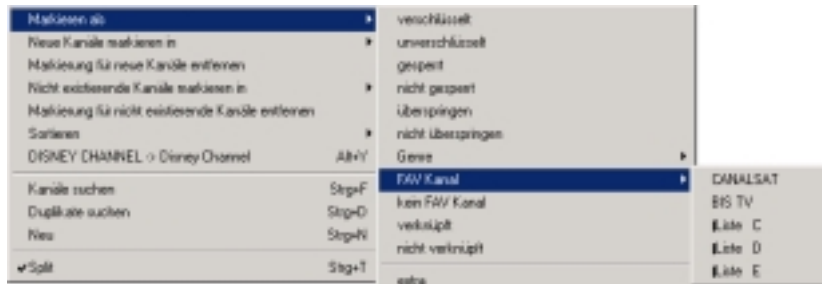 Markieren als
Neue Kanäle markieren in
Markierung für neue Kanäle entfernen
Nicht existierende Kanäle markieren in
Markierung für nicht existierende Kanäle entfernen
Sortieren
DISNEY CHANNEL -> Disney Channel Alt+Y
Kanäle suchen Strg+F
Duplikate suchen Strg+D
Neu Strg+N
Split Strg+T
verschlüsselt
unverschlüsselt
gesperrt
nicht gesperrt
überspringen
nicht überspringen
Genre
FAV Kanal
kein FAV Kanal
verknüpft
nicht verknüpft
extra
CANALSAT
BIS TV
(Liste C
(Liste D
(Liste E